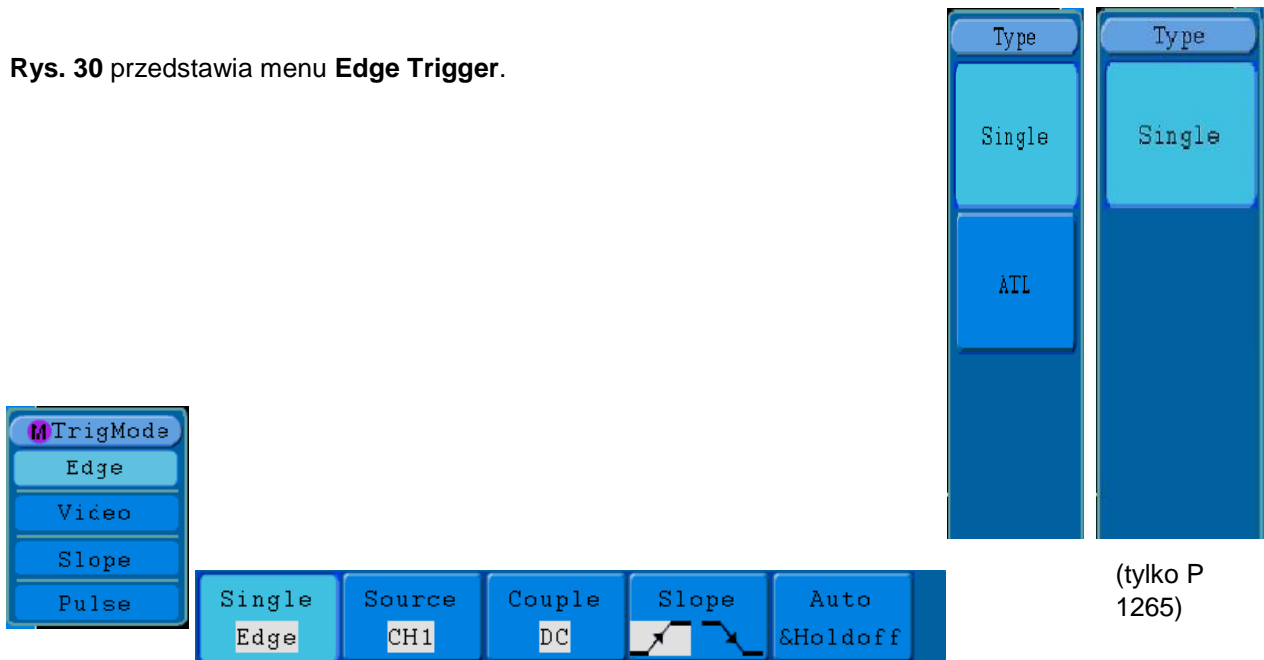 Rys. 30 przedstawia menu Edge Trigger.
Type
Single
ATL
Type
Single
(tylko P
1265)
M TrigMode
Edge
Video
Slope
Pulse
Single Source Couple Slope Auto
Edge CH1 DC &Holdoff